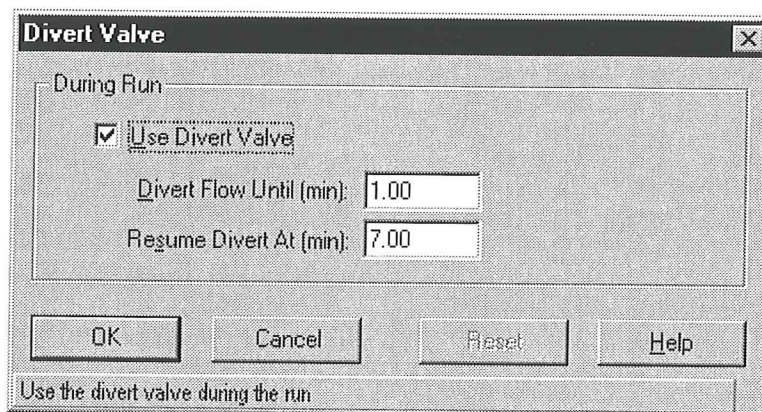 Divert Valve
During Run
Use Divert Valve
Divert Flow Until (min): 1.00
Resume Divert At (min): 7.00
OK Cancel Reset Help
Use the divert valve during the run